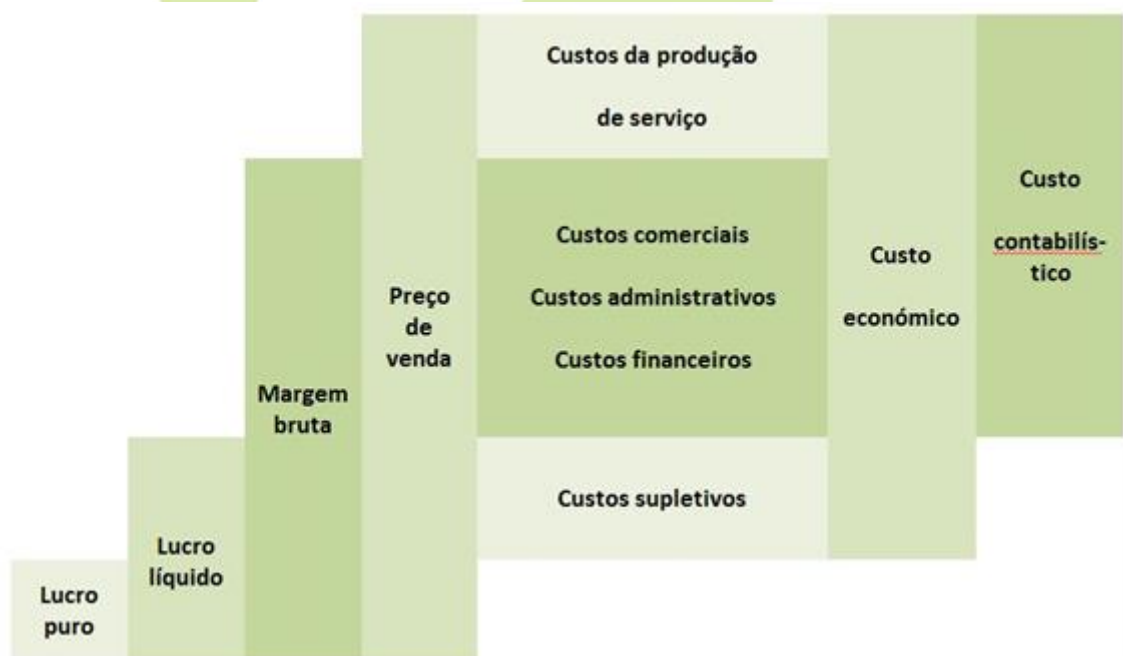 Custos da produção
de serviço
Custo
contabilís-
tico
Custos comerciais
Custo
económico
Preço
de
venda
Custos administrativos
Custos financeiros
Margem
bruta
Custos supletivos
Lucro
líquido
Lucro
puro